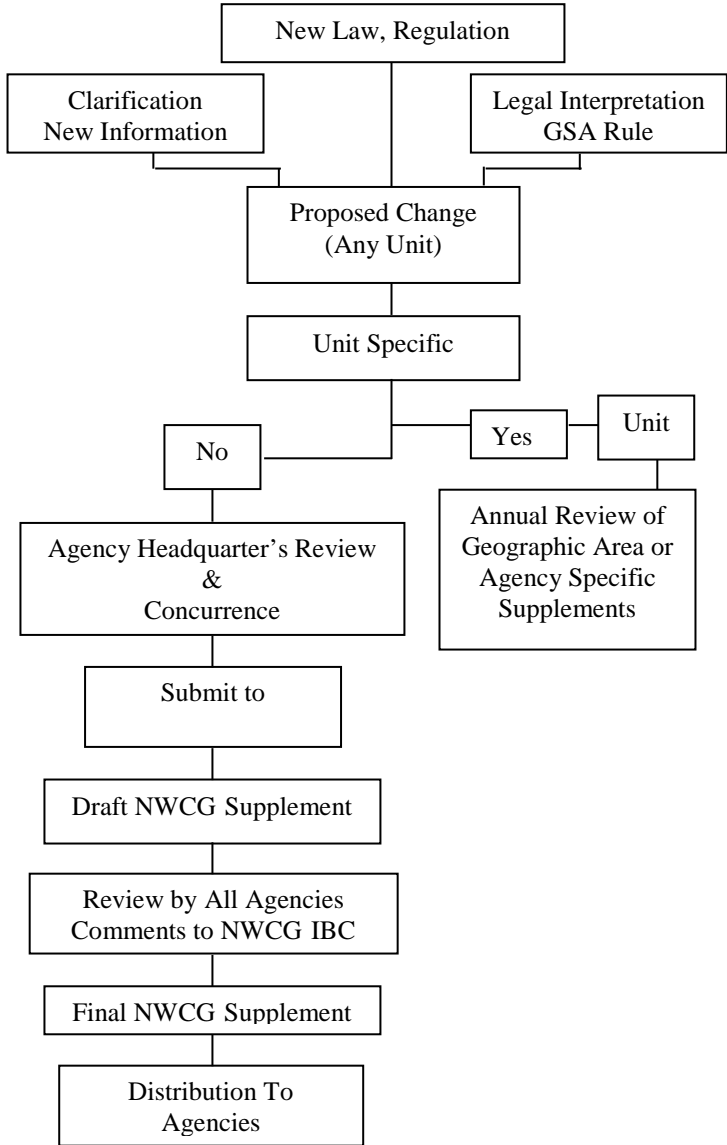 New Law, Regulation
Clarification
New Information
Legal Interpretation
GSA Rule
Proposed Change
(Any Unit)
Unit Specific
No
Yes
Unit
Agency Headquarter's Review
&
Concurrence
Annual Review of
Geographic Area or
Agency Specific
Supplements
Submit to
Draft NWCG Supplement
Review by All Agencies
Comments to NWCG IBC
Final NWCG Supplement
Distribution To
Agencies